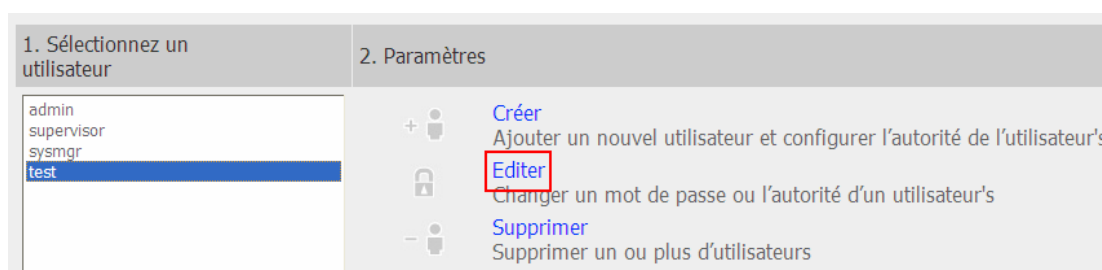 1. Sélectionnez un
utilisateur
2. Paramètres
admin
supervisor
sysmgr
test
Créer
Ajouter un nouvel utilisateur et configurer l’autorité de l’utilisateur's
Editer
Changer un mot de passe ou l’autorité d’un utilisateur's
Supprimer
Supprimer un ou plus d’utilisateurs